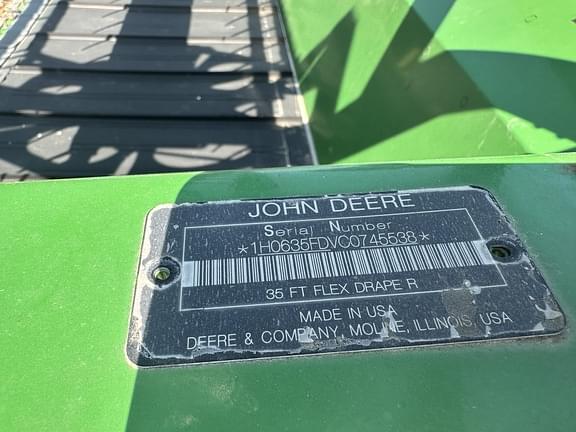 JOHN DEERE
Serial Number
*1H0635FDVC0745538*
35 FT FLEX DRAPE R
MADE IN USA
DEERE & COMPANY, MOLINE, ILLINOIS, USA